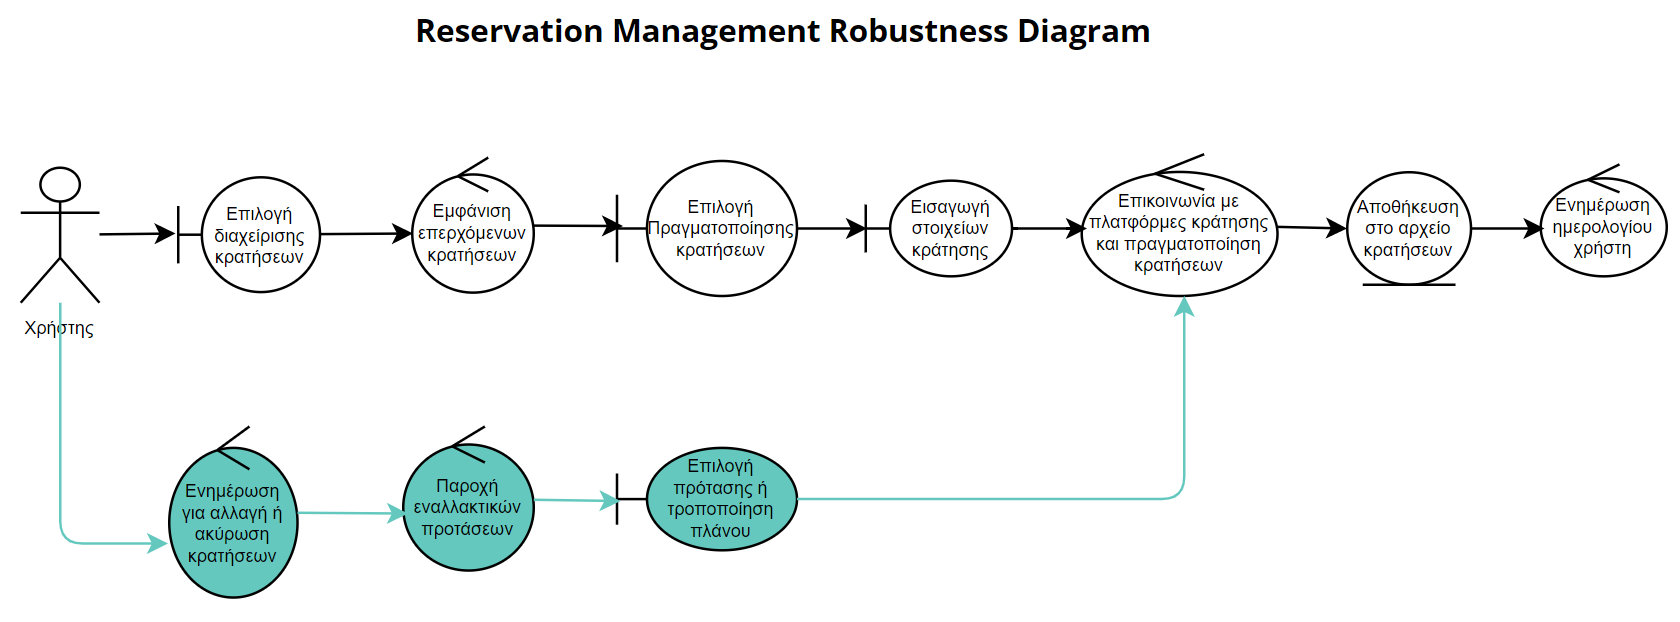 Reservation Management Robustness Diagram
Χρήστης
Επιλογή
διαχείρισης
κρατήσεων
Εμφάνιση
επερχόμενων
κρατήσεων
Επιλογή
Πραγματοποίησης
κρατήσεων
Εισαγωγή
στοιχείων
κράτησης
Επικοινωνία με
πλατφόρμες κράτησης
και πραγματοποίηση
κρατήσεων
Αποθήκευση
στο αρχείο
κρατήσεων
Ενημέρωση
ημερολογίου
χρήστη
Ενημέρωση
για αλλαγή ή
ακύρωση
κρατήσεων
Παροχή
εναλλακτικών
προτάσεων
Επιλογή
πρότασης ή
τροποποίηση
πλάνου